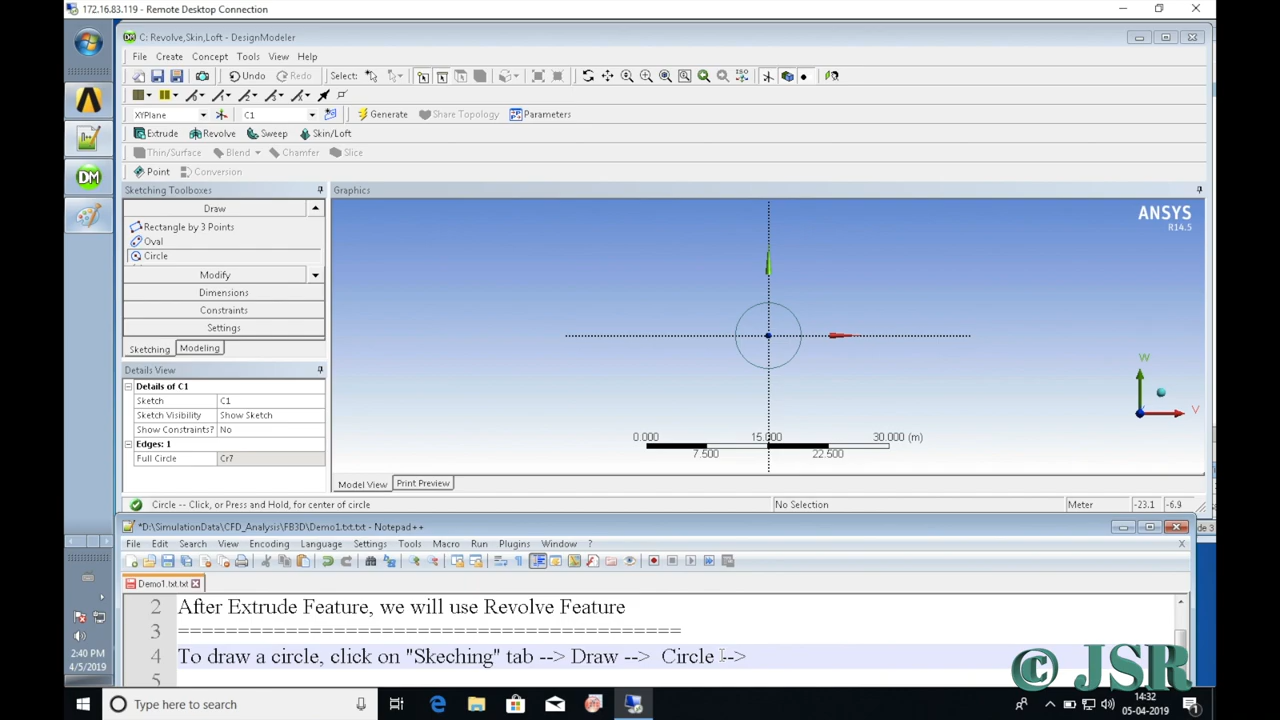 172.16.83.119 - Remote Desktop Connection
DM C: Revolve,Skin,Loft - DesignModeler
File Create Concept Tools View Help
Undo Redo Select: ISO
XYPlane C1 Generate Share Topology Parameters
Extrude Revolve Sweep Skin/Loft
Thin/Surface Blend Chamfer Slice
Point Conversion
Sketching Toolboxes Graphics
Draw
Rectangle by 3 Points
Oval
Circle
Modify
Dimensions
Constraints
Settings
Sketching Modeling
Details View
Details of C1
Sketch C1
Sketch Visibility Show Sketch
Show Constraints? No
Edges: 1
Full Circle Cr7
ANSYS
R14.5
W
V
0.000 15.000 30.000 (m)
7.500 22.500
Model View Print Preview
Circle -- Click, or Press and Hold, for center of circle No Selection Meter -23.1 -6.9
*D:\SimulationData\CFD_Analysis\FB3D\Demo1.txt.txt - Notepad++
File Edit Search View Encoding Language Settings Tools Macro Run Plugins Window ? X
Demo1.txt.txt
2 After Extrude Feature, we will use Revolve Feature
3 ==========================================
4 To draw a circle, click on "Skeching" tab --> Draw --> Circle -->
5
DM
2:40 PM
4/5/2019
© JSR
Type here to search
14:32
05-04-2019